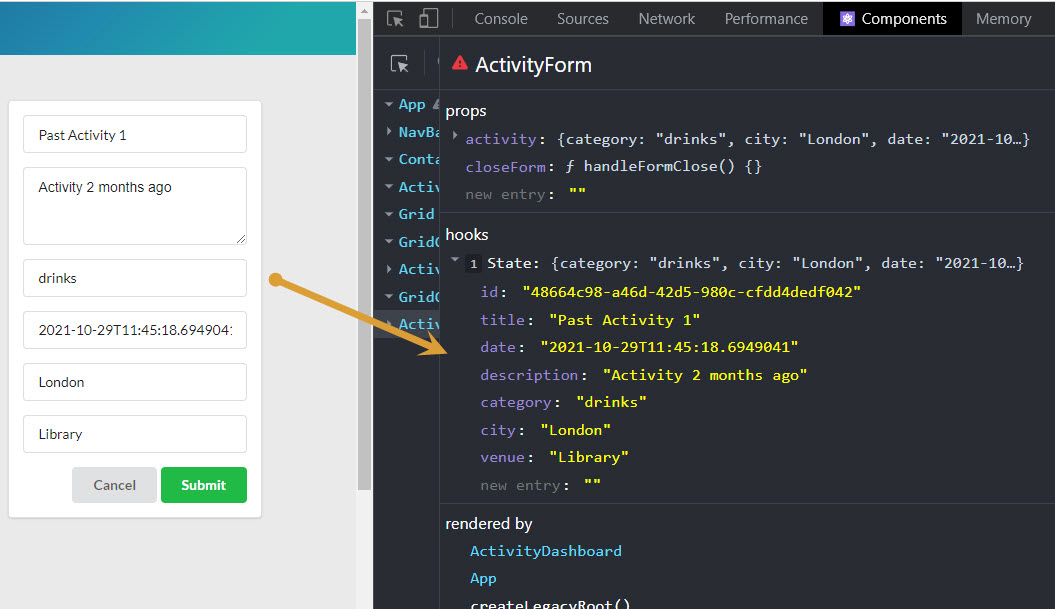 Past Activity 1
Activity 2 months ago
drinks
2021-10-29T11:45:18.6949041
London
Library
Cancel Submit
Console Sources Network Performance Components Memory
App
NavBa
Conta
Activ
Grid
GridC
Activ
GridC
Activ
ActivityForm
props
activity: {category: "drinks", city: "London", date: "2021-10…}
closeForm: ƒ handleFormClose() {}
new entry: ""
hooks
1 State: {category: "drinks", city: "London", date: "2021-10…}
id: "48664c98-a46d-42d5-980c-cfdd4dedf042"
title: "Past Activity 1"
date: "2021-10-29T11:45:18.6949041"
description: "Activity 2 months ago"
category: "drinks"
city: "London"
venue: "Library"
new entry: ""
rendered by
ActivityDashboard
App
createLegacyRoot()